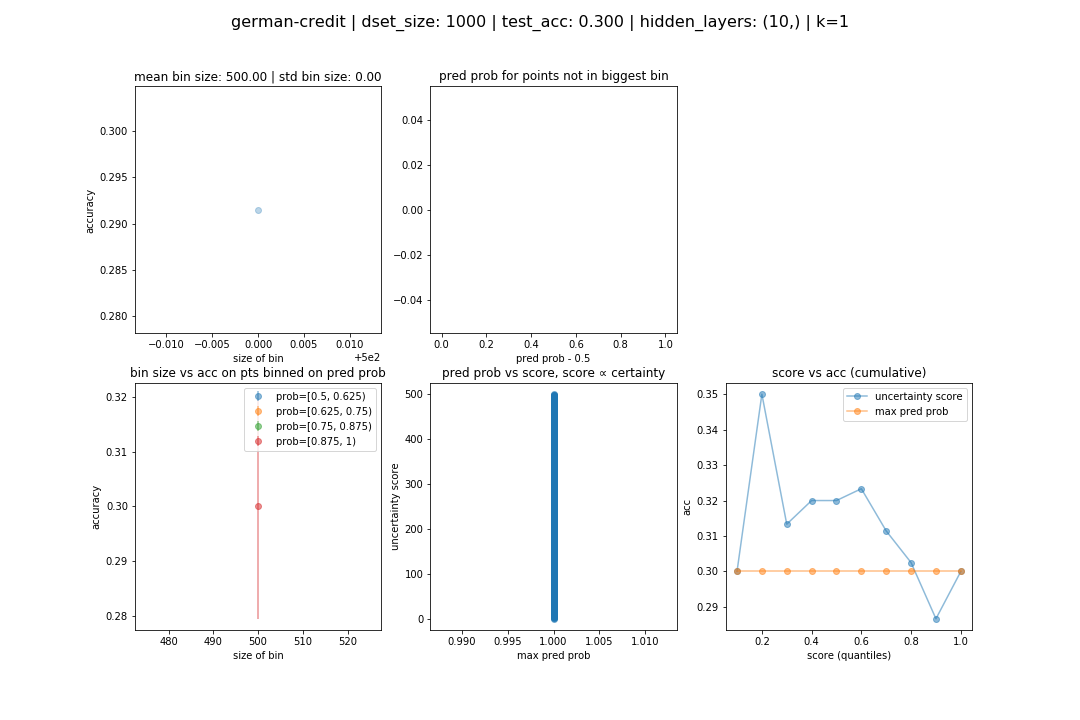 german-credit | dset_size: 1000 | test_acc: 0.300 | hidden_layers: (10,) | k=1
mean bin size: 500.00 | std bin size: 0.00
accuracy
0.300
0.295
0.290
0.285
0.280
−0.010 −0.005 0.000 0.005 0.010
+5e2
size of bin
pred prob for points not in biggest bin
0.04
0.02
0.00
−0.02
−0.04
0.0 0.2 0.4 0.6 0.8 1.0
pred prob - 0.5
bin size vs acc on pts binned on pred prob
accuracy
0.32
0.31
0.30
0.29
0.28
prob=[0.5, 0.625)
prob=[0.625, 0.75)
prob=[0.75, 0.875)
prob=[0.875, 1)
480 490 500 510 520
size of bin
pred prob vs score, score ∝ certainty
uncertainty score
500
400
300
200
100
0
0.990 0.995 1.000 1.005 1.010
max pred prob
score vs acc (cumulative)
acc
0.35
0.34
0.33
0.32
0.31
0.30
0.29
uncertainty score
max pred prob
0.2 0.4 0.6 0.8 1.0
score (quantiles)